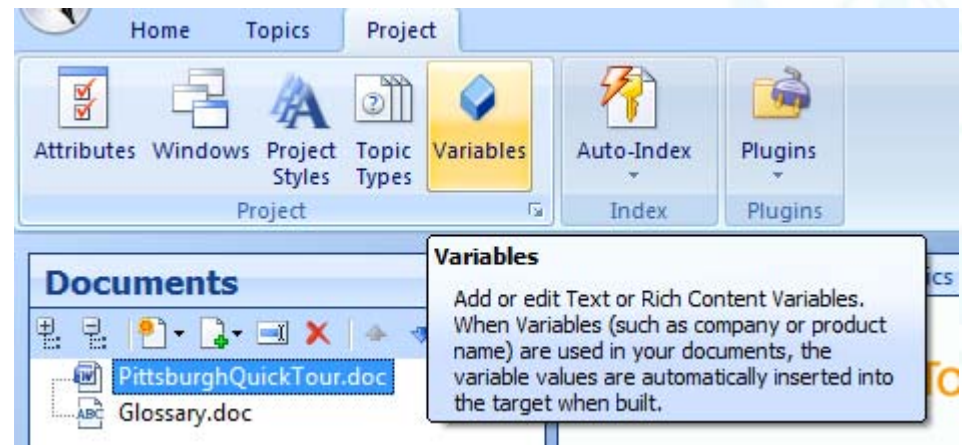 Home Topics Project
Attributes Windows Project Styles Topic Types Variables Auto-Index Plugins
Project Index Plugins
Variables
Add or edit Text or Rich Content Variables.
When Variables (such as company or product
name) are used in your documents, the
variable values are automatically inserted into
the target when built.
Documents
PittsburghQuickTour.doc
ABC Glossary.doc